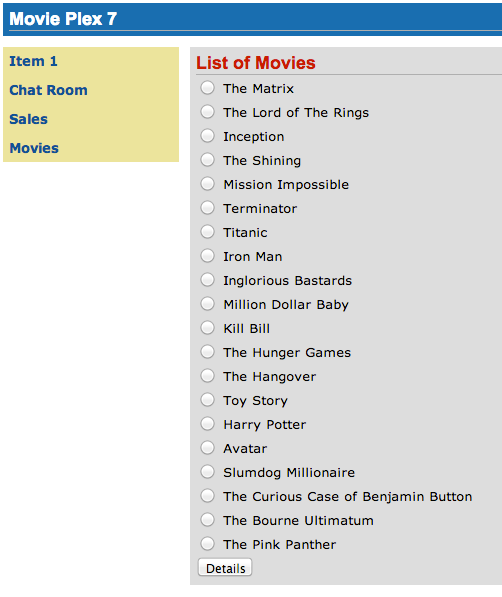 Movie Plex 7
Item 1
Chat Room
Sales
Movies
List of Movies
The Matrix
The Lord of The Rings
Inception
The Shining
Mission Impossible
Terminator
Titanic
Iron Man
Inglorious Bastards
Million Dollar Baby
Kill Bill
The Hunger Games
The Hangover
Toy Story
Harry Potter
Avatar
Slumdog Millionaire
The Curious Case of Benjamin Button
The Bourne Ultimatum
The Pink Panther
Details